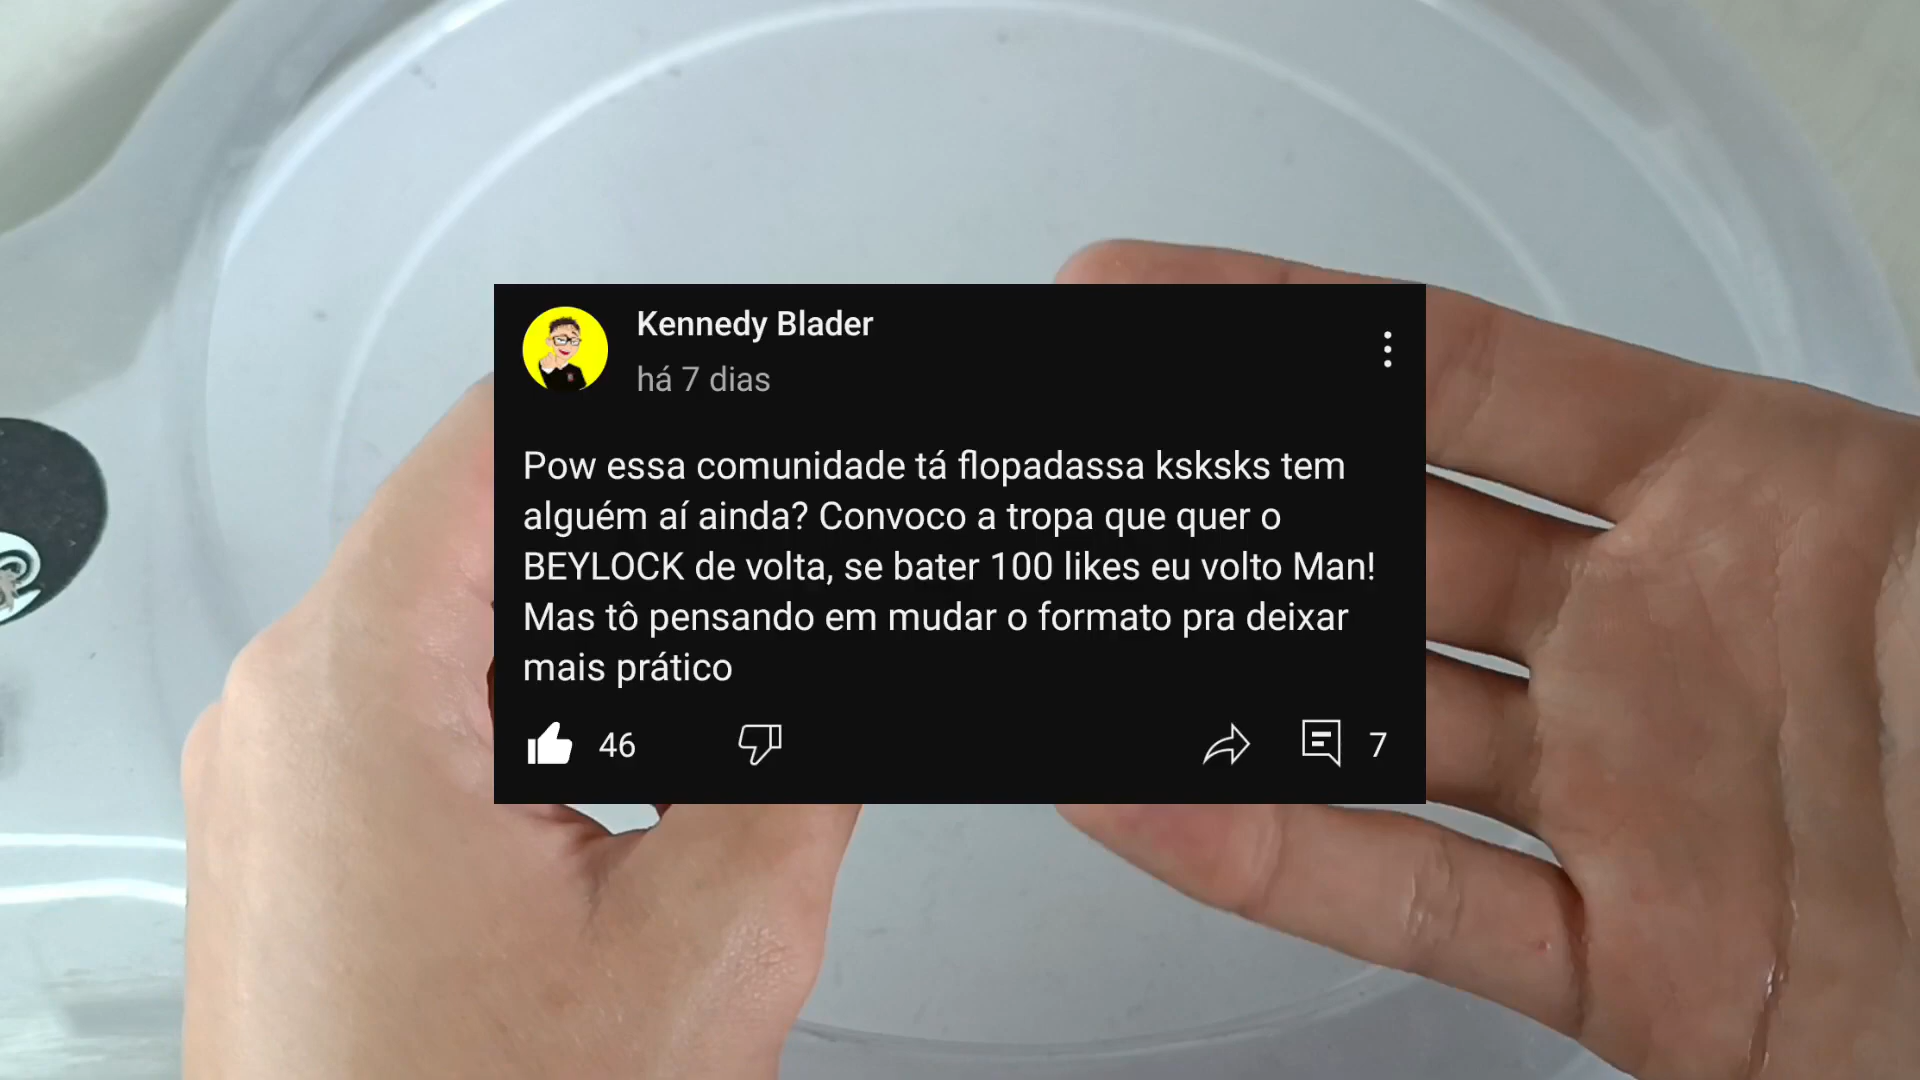 Kennedy Blader
há 7 dias
Pow essa comunidade tá flopadassa ksksks tem
alguém aí ainda? Convoco a tropa que quer o
BEYLOCK de volta, se bater 100 likes eu volto Man!
Mas tô pensando em mudar o formato pra deixar
mais prático
46
7